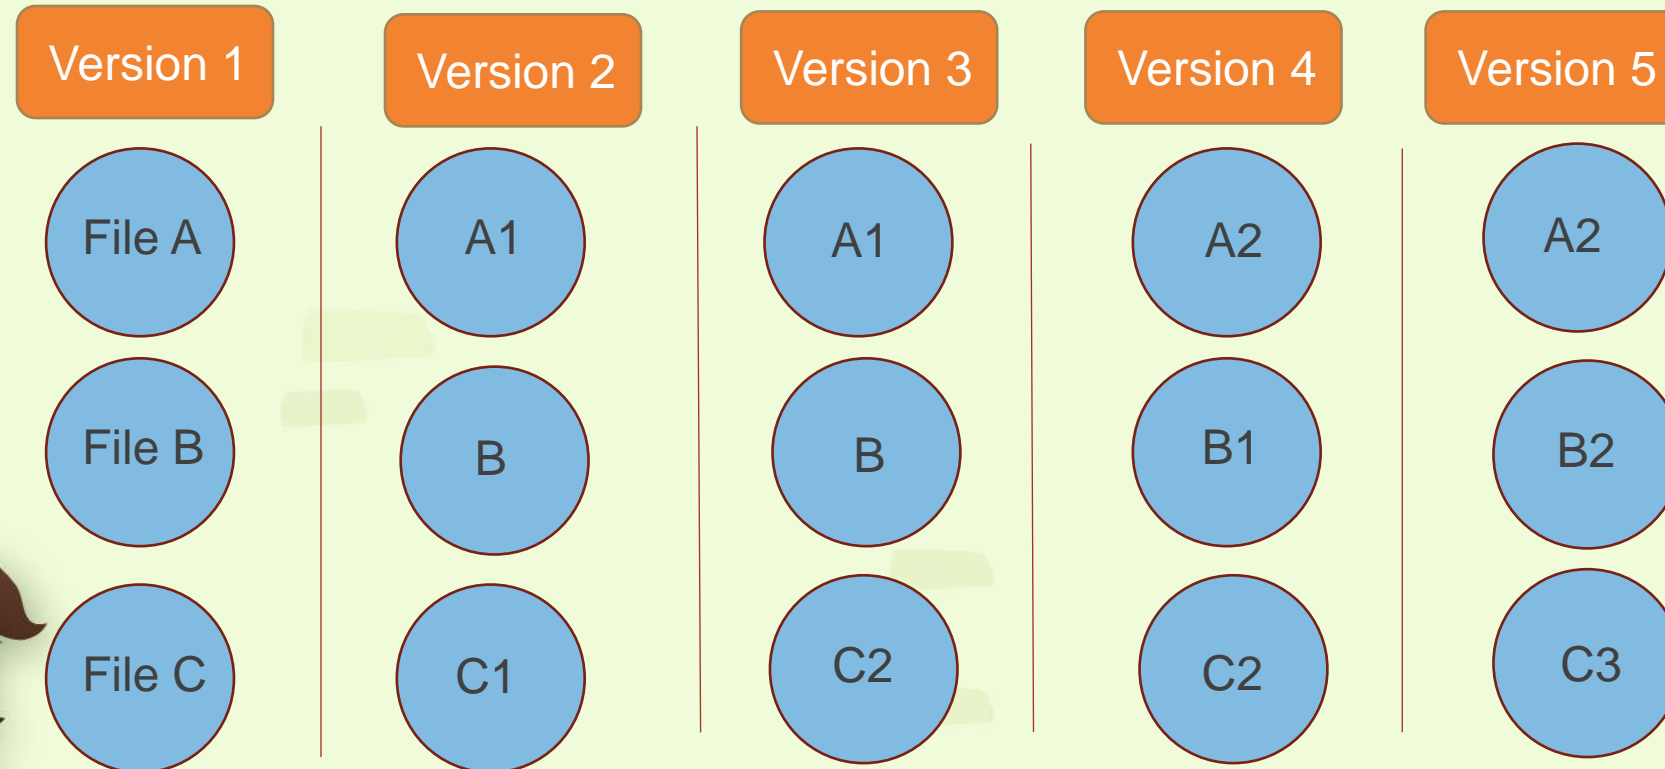 Version 1
Version 2
Version 3
Version 4
Version 5
File A
A1
A1
A2
A2
File B
B
B
B1
B2
File C
C1
C2
C2
C3